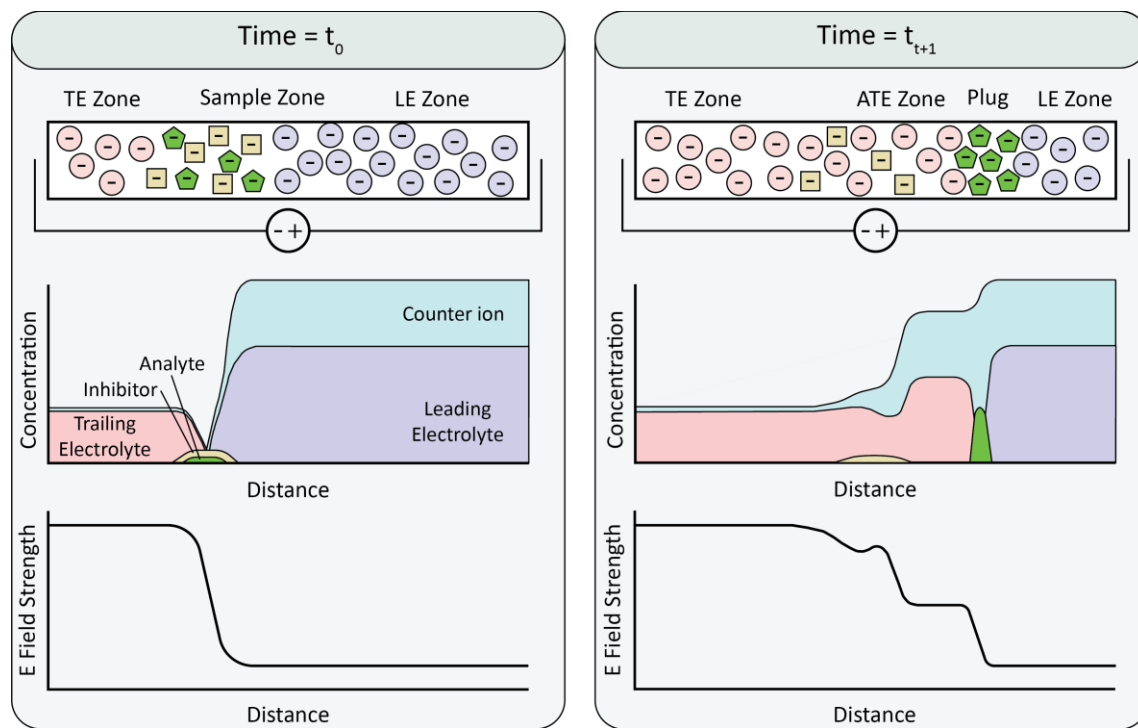 Time = t0
TE Zone Sample Zone LE Zone
- +
Concentration
Counter ion
Analyte
Inhibitor
Trailing
Electrolyte
Leading
Electrolyte
Distance
E Field Strength
Distance
Time = tt+1
TE Zone ATE Zone Plug LE Zone
- +
Concentration
Distance
E Field Strength
Distance